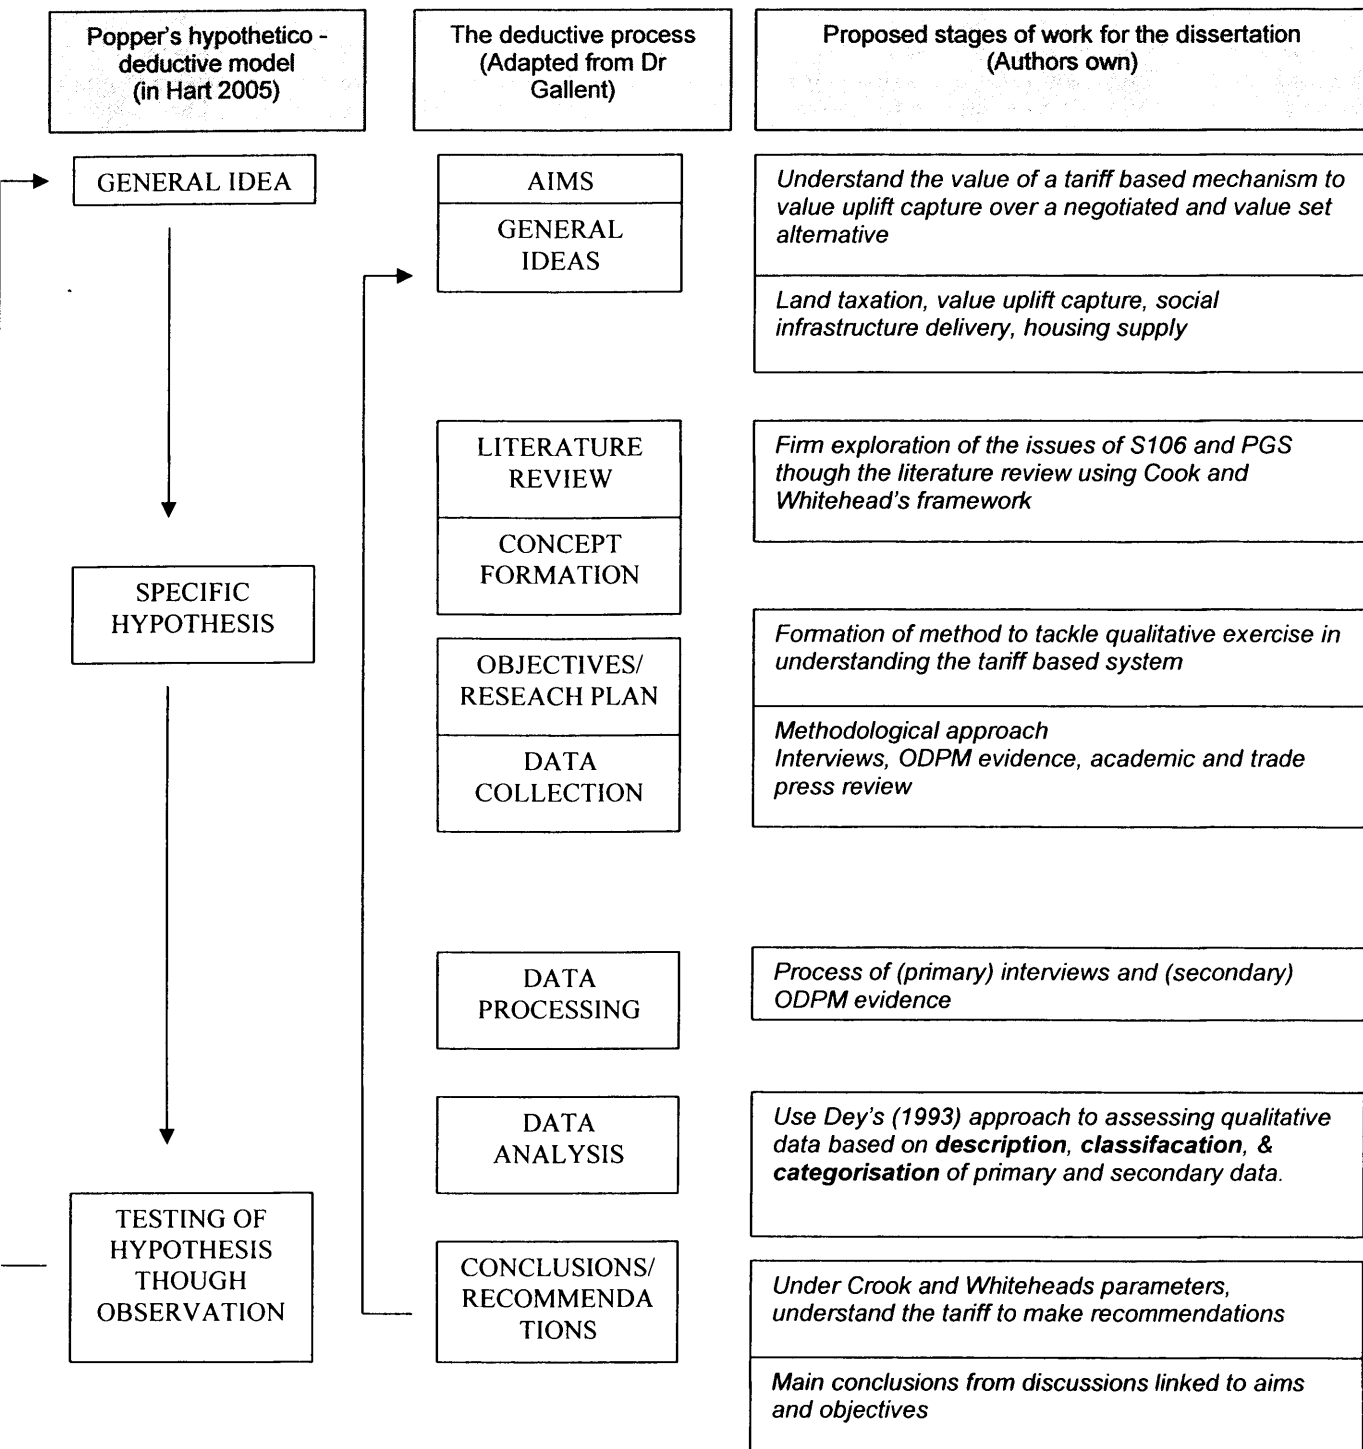 Popper's hypothetico -
deductive model
(in Hart 2005)
The deductive process
(Adapted from Dr
Gallent)
Proposed stages of work for the dissertation
(Authors own)
GENERAL IDEA
SPECIFIC
HYPOTHESIS
TESTING OF
HYPOTHESIS
THOUGH
OBSERVATION
AIMS
GENERAL
IDEAS
LITERATURE
REVIEW
CONCEPT
FORMATION
OBJECTIVES/
RESEACH PLAN
DATA
COLLECTION
DATA
PROCESSING
DATA
ANALYSIS
CONCLUSIONS/
RECOMMENDA
TIONS
Understand the value of a tariff based mechanism to
value uplift capture over a negotiated and value set
alternative
Land taxation, value uplift capture, social
infrastructure delivery, housing supply
Firm exploration of the issues of S106 and PGS
though the literature review using Cook and
Whitehead's framework
Formation of method to tackle qualitative exercise in
understanding the tariff based system
Methodological approach
Interviews, ODPM evidence, academic and trade
press review
Process of (primary) interviews and (secondary)
ODPM evidence
Use Dey's (1993) approach to assessing qualitative
data based on description, classifacation, &
categorisation of primary and secondary data.
Under Crook and Whiteheads parameters,
understand the tariff to make recommendations
Main conclusions from discussions linked to aims
and objectives